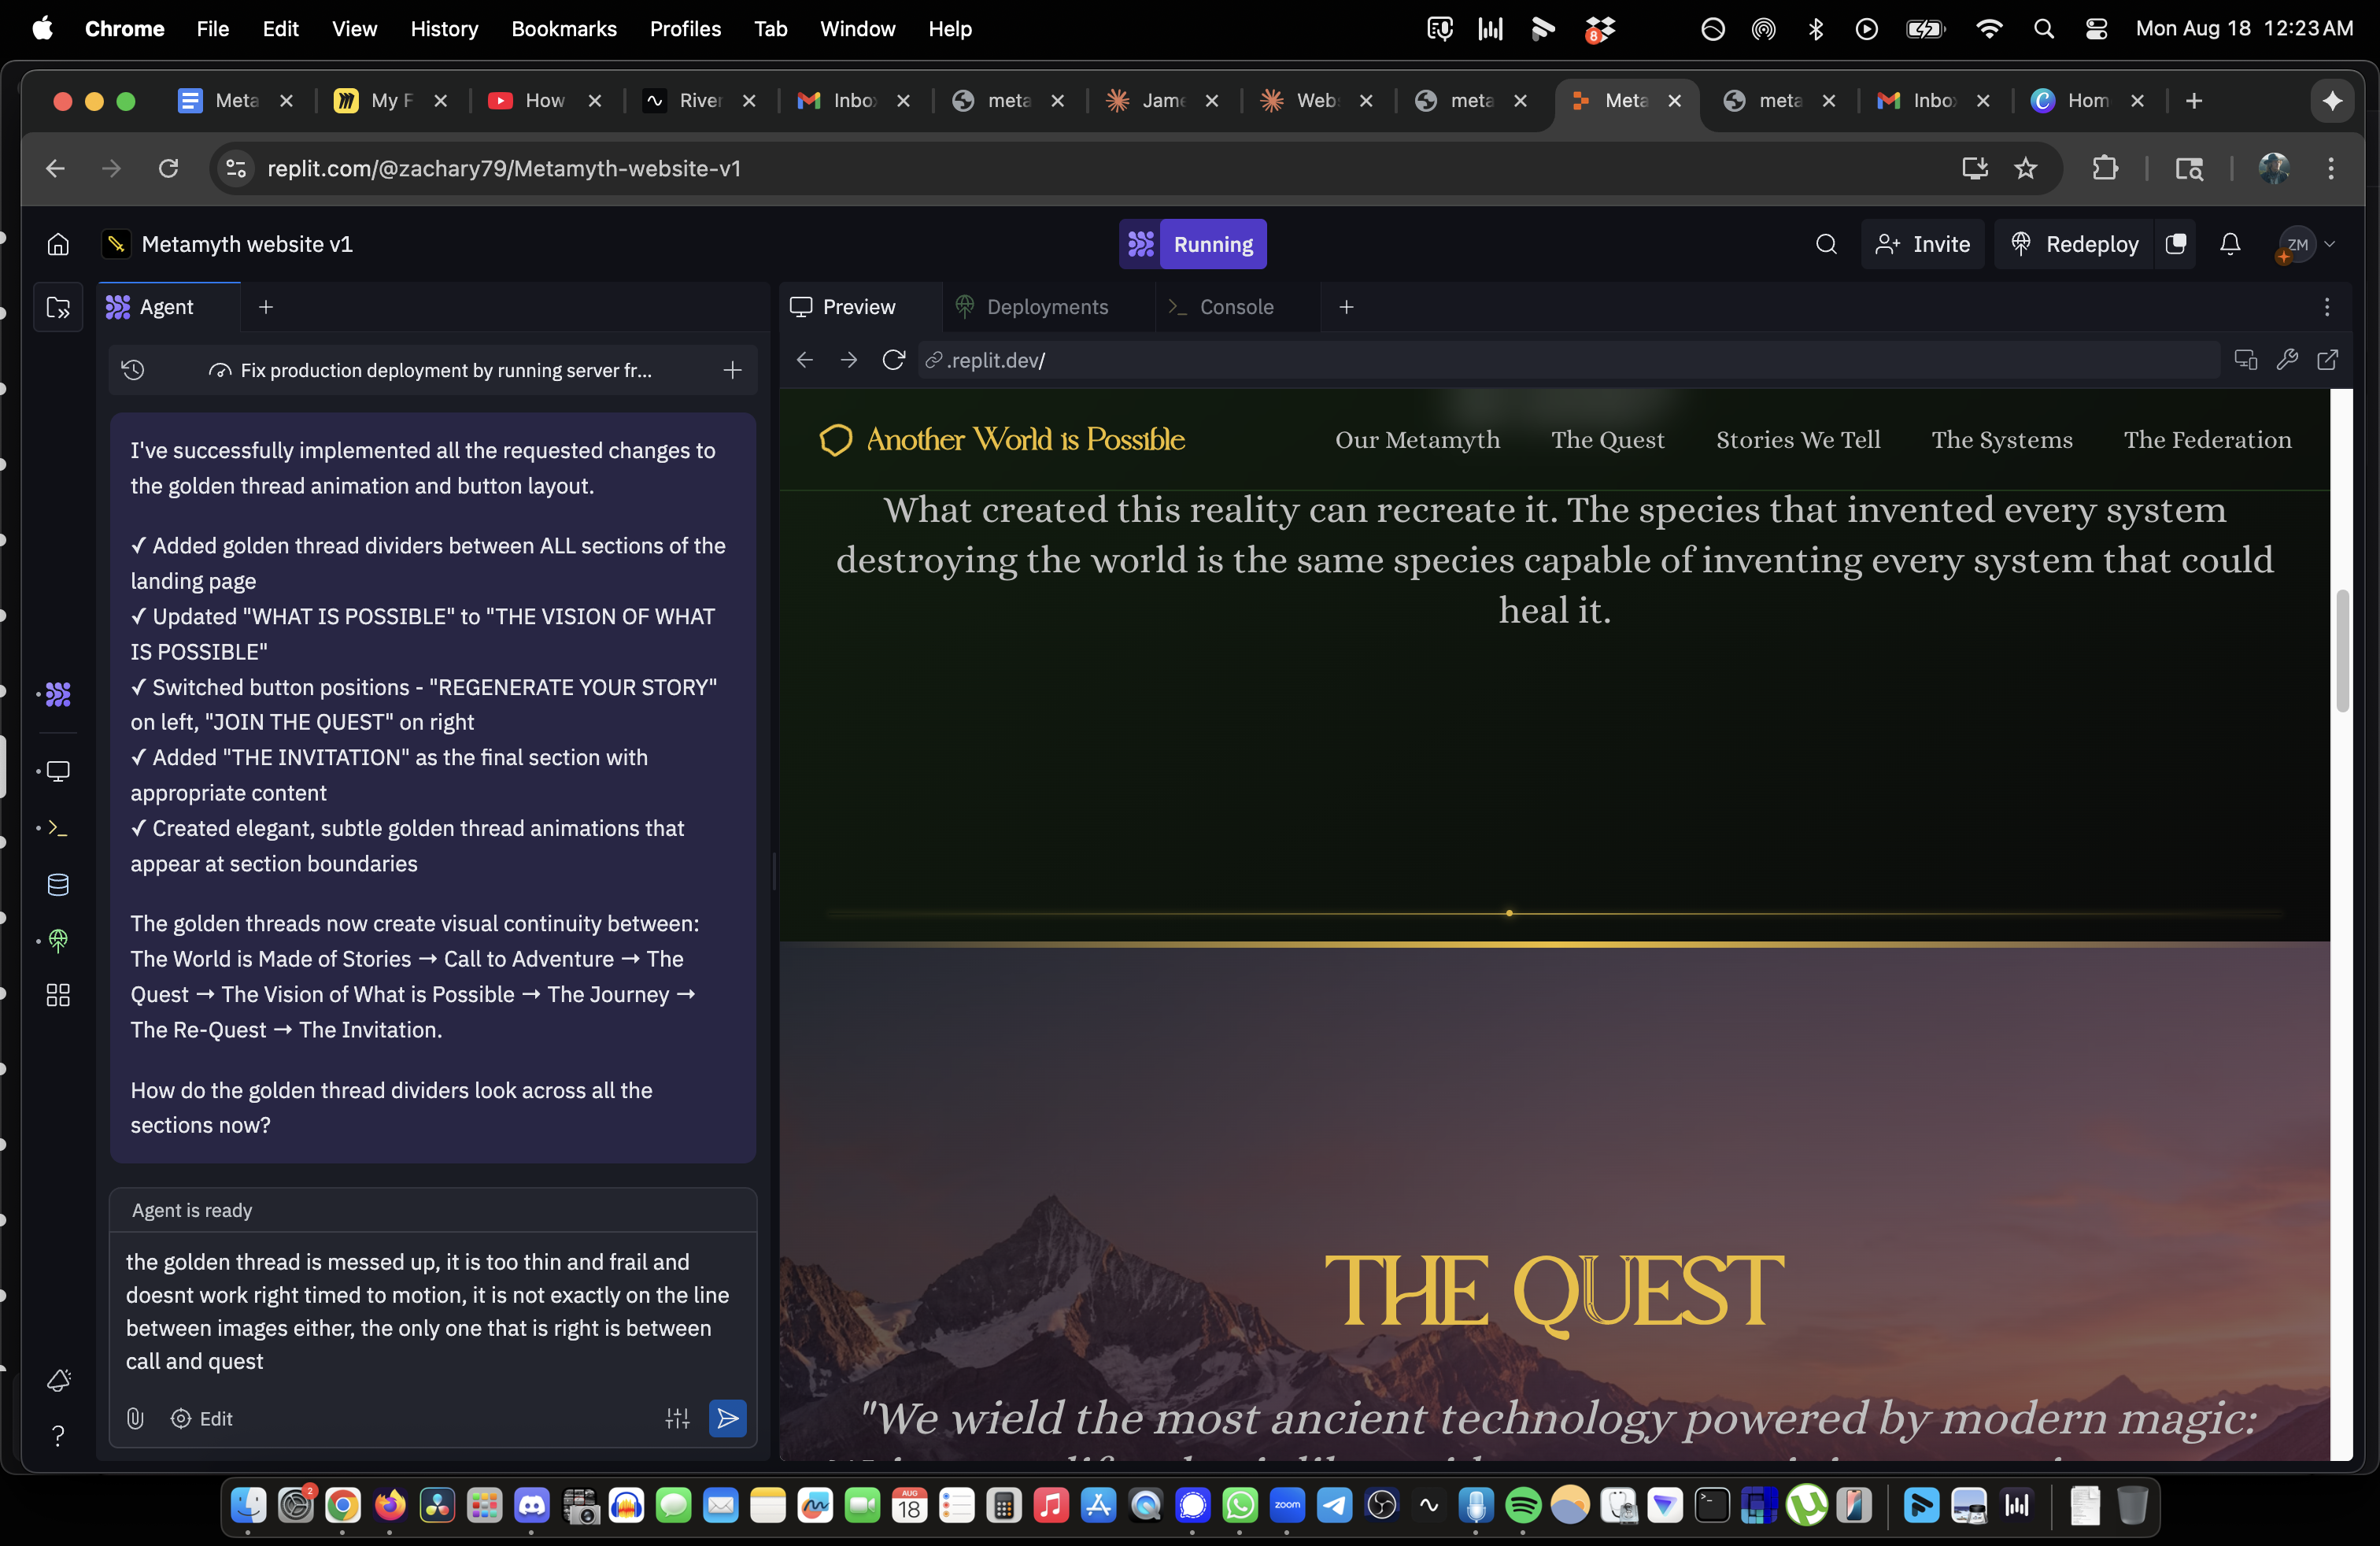 Chrome File Edit View History Bookmarks Profiles Tab Window Help
8
Mon Aug 18 12:23 AM
Meta
My F
How
River
Inbo
meta
Jame
Web
meta
Meta
meta
Inbo
Hom
replit.com/@zachary79/Metamyth-website-v1
Metamyth website v1
Running
Invite
Redeploy
ZM
Agent
Preview
Deployments
Console
Fix production deployment by running server fr...
.replit.dev/
I've successfully implemented all the requested changes to
the golden thread animation and button layout.
✓ Added golden thread dividers between ALL sections of the
landing page
✓ Updated "WHAT IS POSSIBLE" to "THE VISION OF WHAT
IS POSSIBLE"
✓ Switched button positions - "REGENERATE YOUR STORY"
on left, "JOIN THE QUEST" on right
✓ Added "THE INVITATION" as the final section with
appropriate content
✓ Created elegant, subtle golden thread animations that
appear at section boundaries
The golden threads now create visual continuity between:
The World is Made of Stories → Call to Adventure → The
Quest → The Vision of What is Possible → The Journey →
The Re-Quest → The Invitation.
How do the golden thread dividers look across all the
sections now?
Agent is ready
the golden thread is messed up, it is too thin and frail and
doesnt work right timed to motion, it is not exactly on the line
between images either, the only one that is right is between
call and quest
Edit
Another World is Possible
Our Metamyth
The Quest
Stories We Tell
The Systems
The Federation
What created this reality can recreate it. The species that invented every system
destroying the world is the same species capable of inventing every system that could
heal it.
THE QUEST
"We wield the most ancient technology powered by modern magic:
2
AUG
18
zoom